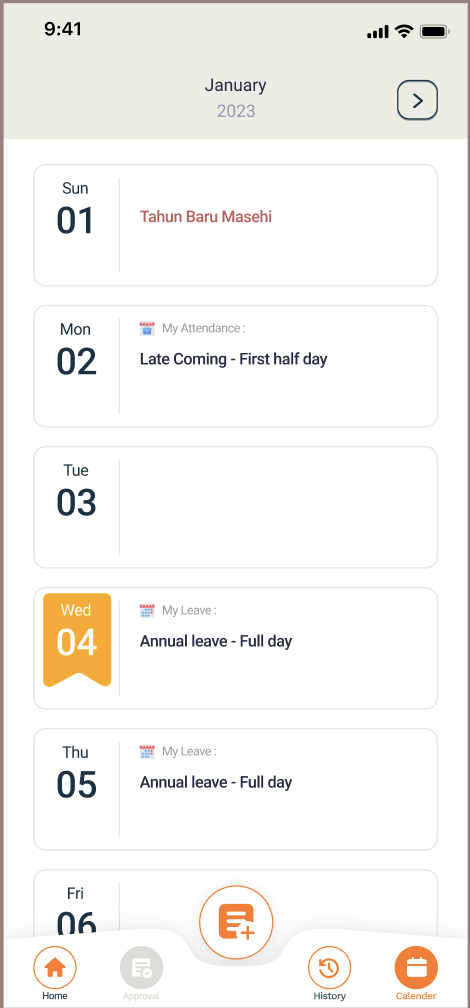 9:41
January
2023
Sun
01
Tahun Baru Masehi
Mon
02
My Attendance :
Late Coming - First half day
Tue
03
Wed
04
My Leave :
Annual leave - Full day
Thu
05
My Leave :
Annual leave - Full day
Fri
06
Home
Approval
History
Calender